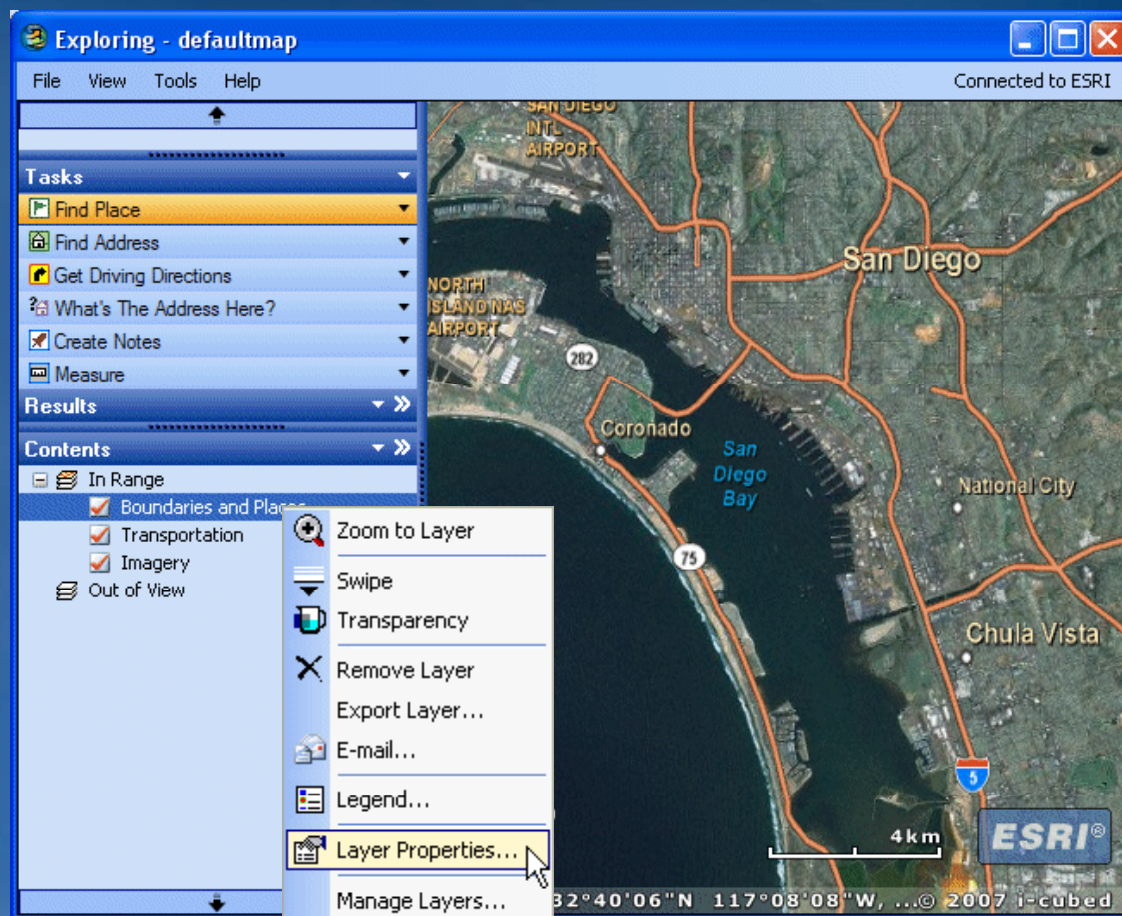 Exploring - defaultmap
File View Tools Help
Connected to ESRI
Tasks
Find Place
Find Address
Get Driving Directions
What's The Address Here?
Create Notes
Measure
Results
Contents
In Range
Boundaries and Places
Transportation
Imagery
Out of View
Zoom to Layer
Swipe
Transparency
Remove Layer
Export Layer...
E-mail...
Legend...
Layer Properties...
Manage Layers...
SAN DIEGO
INTL
AIRPORT
San Diego
NORTH
ISLAND NAS
AIRPORT
282
Coronado
San
Diego
Bay
National City
75
Chula Vista
5
4km
ESRI®
32°40'06"N 117°08'08"W, ...© 2007 i-cubed